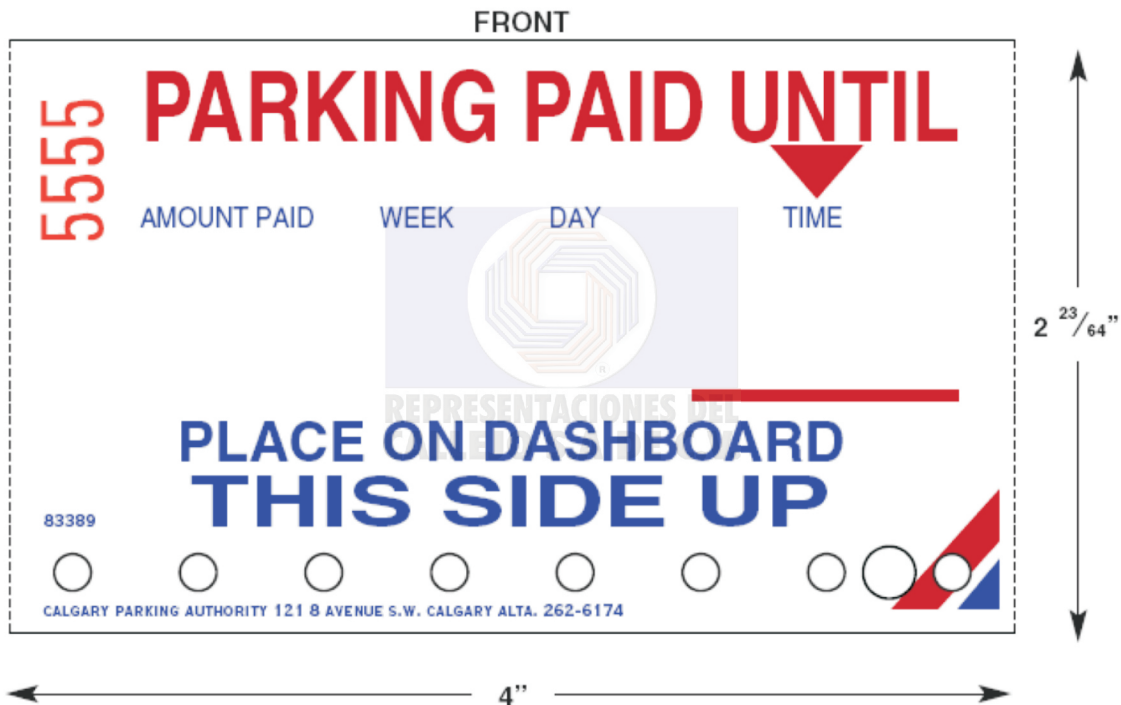 FRONT
5555
PARKING PAID UNTIL
AMOUNT PAID WEEK DAY TIME
2 23/64”
REPRESENTACIONES DEL
PLACE ON DASHBOARD
THIS SIDE UP
83389
CALGARY PARKING AUTHORITY 121 8 AVENUE S.W. CALGARY ALTA. 262-6174
4”